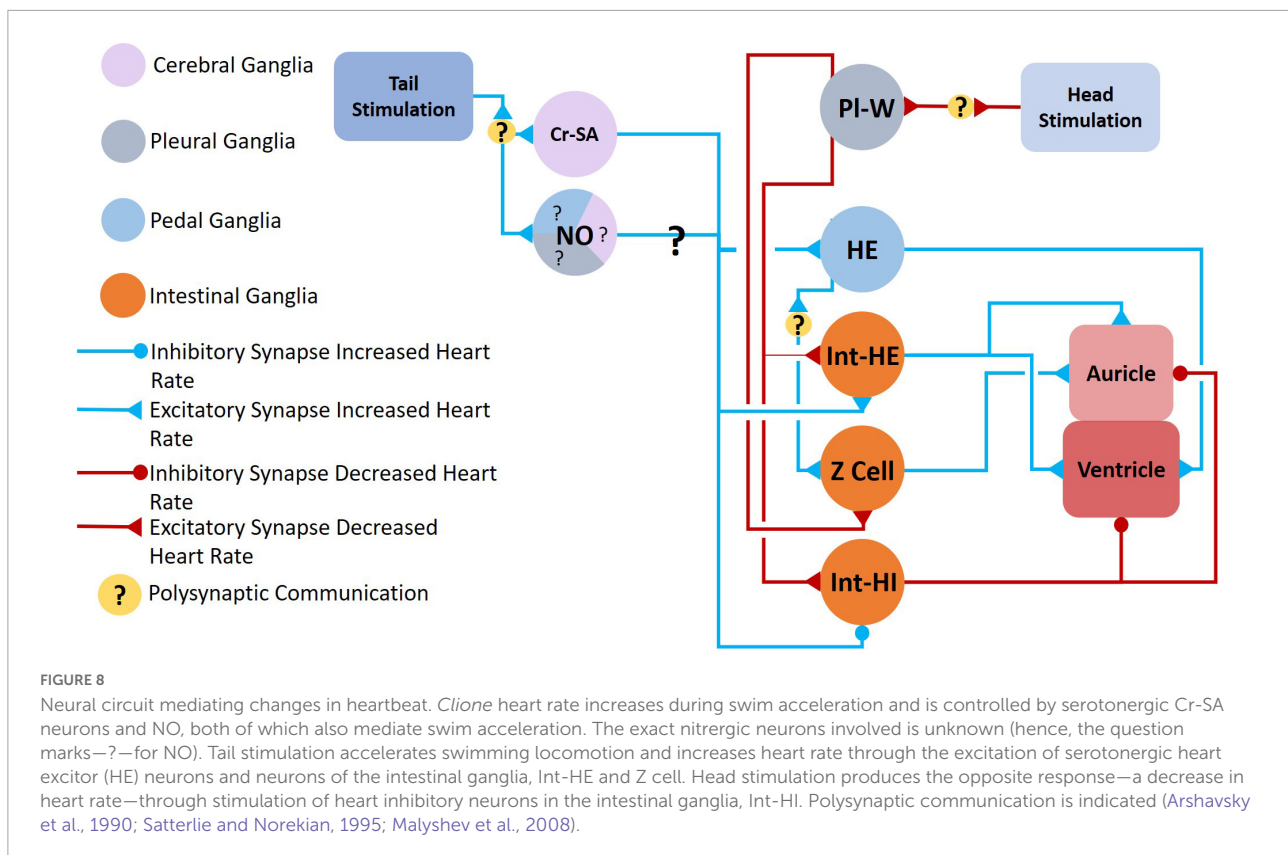 Cerebral Ganglia
Pleural Ganglia
Pedal Ganglia
Intestinal Ganglia
Inhibitory Synapse Increased Heart
Rate
Excitatory Synapse Increased Heart
Rate
Inhibitory Synapse Decreased Heart
Rate
Excitatory Synapse Decreased
Heart Rate
? Polysynaptic Communication
Tail
Stimulation
?
Cr-SA
?
NO ?
?
?
Pl-W
?
Head
Stimulation
HE
?
Int-HE
Z Cell
Int-HI
Auricle
Ventricle
FIGURE 8
Neural circuit mediating changes in heartbeat. Clione heart rate increases during swim acceleration and is controlled by serotonergic Cr-SA
neurons and NO, both of which also mediate swim acceleration. The exact nitrergic neurons involved is unknown (hence, the question
marks—?—for NO). Tail stimulation accelerates swimming locomotion and increases heart rate through the excitation of serotonergic heart
excitor (HE) neurons and neurons of the intestinal ganglia, Int-HE and Z cell. Head stimulation produces the opposite response—a decrease in
heart rate—through stimulation of heart inhibitory neurons in the intestinal ganglia, Int-HI. Polysynaptic communication is indicated (Arshavsky
et al., 1990; Satterlie and Norekian, 1995; Malyshev et al., 2008).